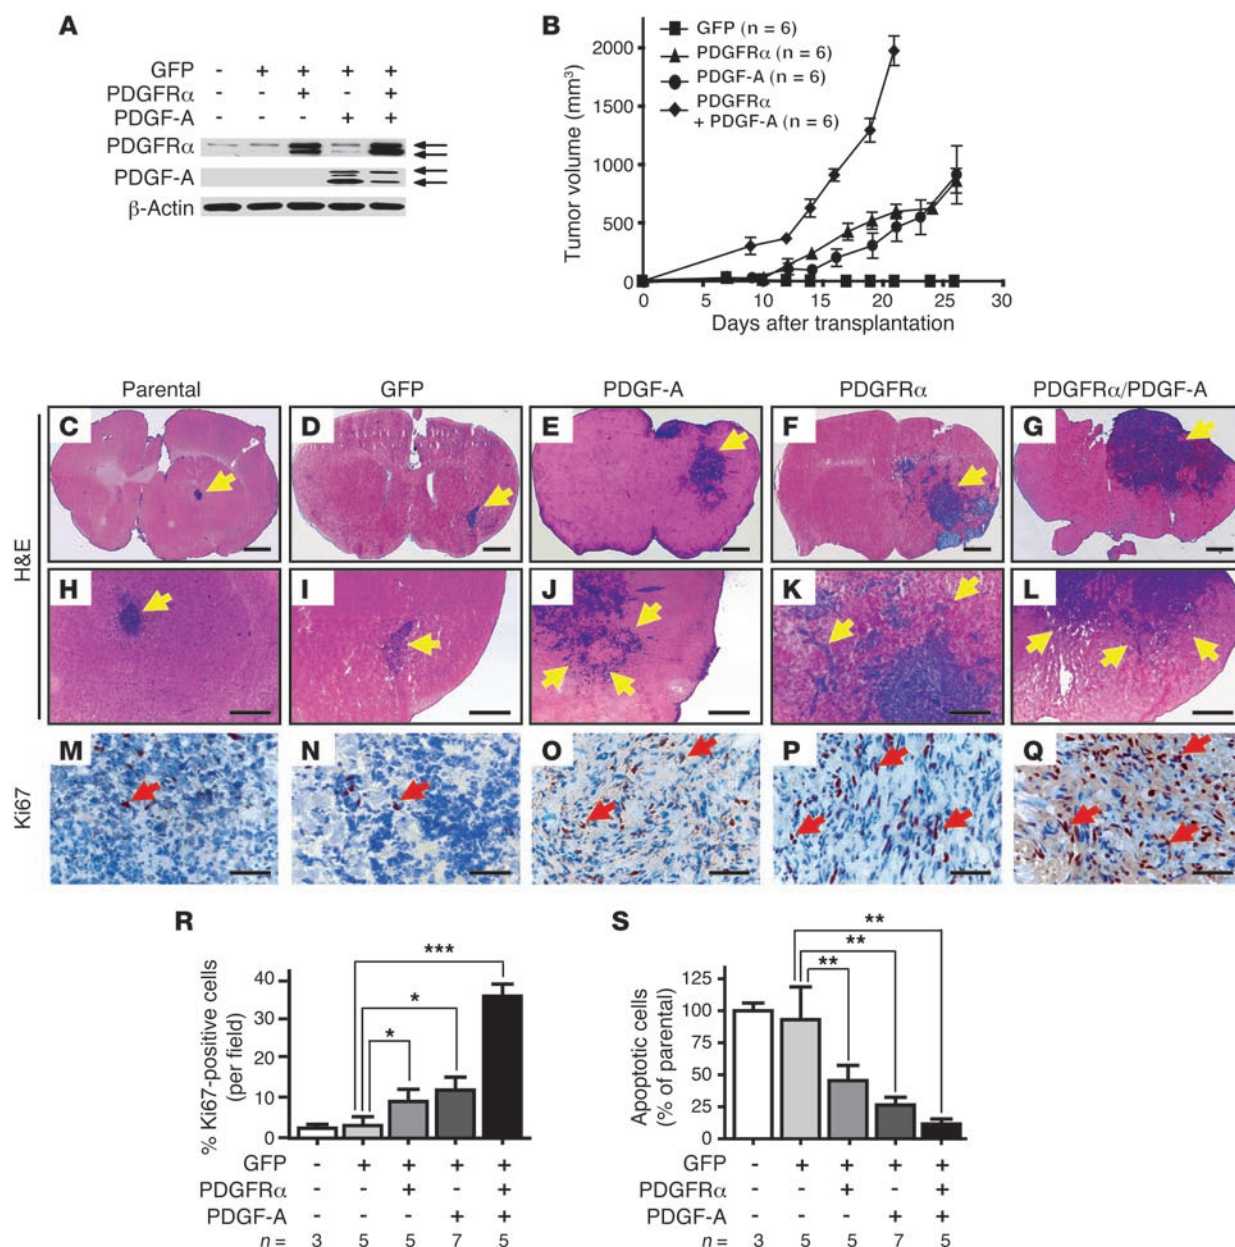 A
GFP - + + + +
PDGFRα - - + - +
PDGF-A - - - + +
PDGFRα
PDGF-A
β-Actin
B
GFP (n = 6)
PDGFRα (n = 6)
PDGF-A (n = 6)
PDGFRα
+ PDGF-A (n = 6)
Tumor volume (mm³)
2000
1500
1000
500
0
0 5 10 15 20 25 30
Days after transplantation
Parental GFP PDGF-A PDGFRα PDGFRα/PDGF-A
H&E
C D E F G
H I J K L
Ki67
M N O P Q
R
% Ki67-positive cells
(per field)
40
30
20
10
0
***
*
*
GFP - + + + +
PDGFRα - - + - +
PDGF-A - - - + +
n = 3 5 5 7 5
S
Apoptotic cells
(% of parental)
125
100
75
50
25
0
**
**
**
GFP - + + + +
PDGFRα - - + - +
PDGF-A - - - + +
n = 3 5 5 7 5